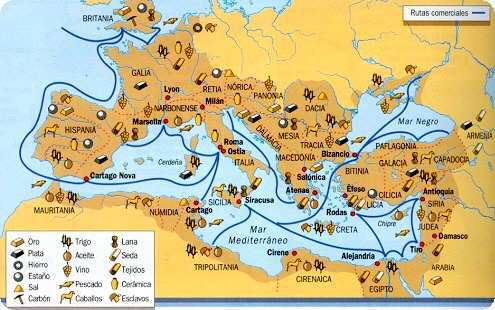 Rutas comerciales
BRITANIA
GALIA
RETIA
NÓRICA
PANONIA
DACIA
Lyon
Milán
NARBONENSE
Marsella
HISPANIA
DALMACIA
MESIA
TRACIA
Mar Negro
ARMENIA
Roma
Ostia
ITALIA
Cerdeña
MACEDONIA
Bizancio
PAFLAGONIA
BITINIA
GALACIA
CAPADOCIA
Salónica
Cartago Nova
Atenas
Éfeso
CILICIA
LICIA
Antioquía
SIRIA
MAURITANIA
NUMIDIA
Cartago
SICILIA
Siracusa
Rodas
CRETA
Chipre
JUDEA
Damasco
Tiro
Mar
Mediterráneo
TRIPOLITANIA
Cirene
CIRENAICA
Alejandría
EGIPTO
ARABIA
Oro
Plata
Hierro
Estaño
Sal
Carbón
Trigo
Aceite
Vino
Pescado
Caballos
Lana
Seda
Tejidos
Cerámica
Esclavos